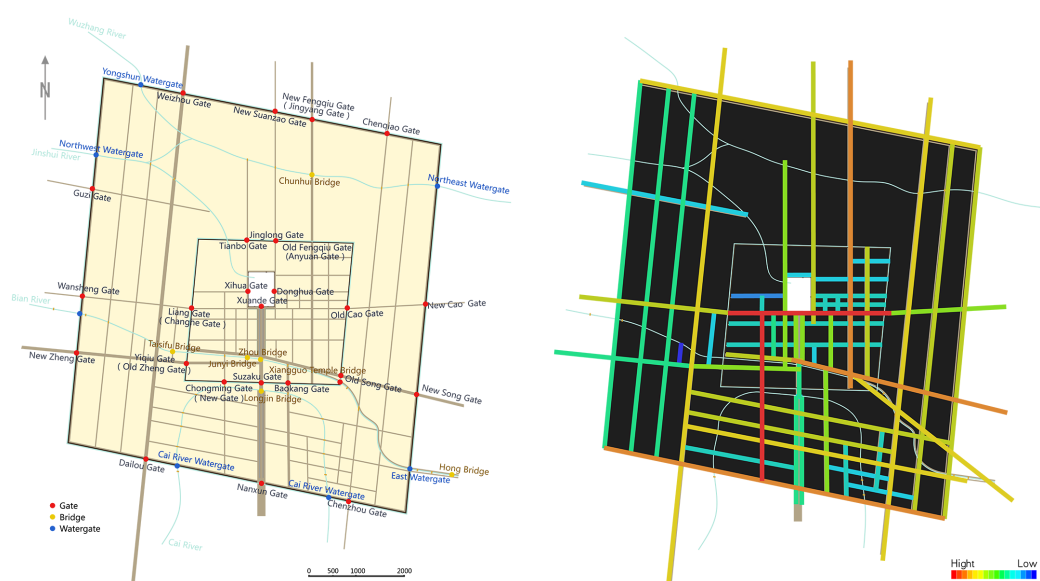 Wuzhang River
Yongshun Watergate
Weizhou Gate
New Fengqiu Gate
( Jingyang Gate )
New Suanzao Gate
Chenqiao Gate
N
Northwest Watergate
Jinshui River
Chunhui Bridge
Northeast Watergate
Guzi Gate
Jinglong Gate
Tianbo Gate
Old Fengqiu Gate
(Anyuan Gate )
Wansheng Gate
Xihua Gate
Donghua Gate
Bian River
Xuande Gate
New Cao Gate
Liang Gate
( Changhe Gate )
Old Cao Gate
Taisifu Bridge
New Zheng Gate
Yiqiu Gate
( Old Zheng Gate )
Zhou Bridge
Junyi Bridge
Xiangguo Temple Bridge
Suzaku Gate
Old Song Gate
Chongming Gate
( New Gate )
Baokang Gate
Longjin Bridge
New Song Gate
Dailou Gate
Cai River Watergate
Hong Bridge
East Watergate
Nanxun Gate
Cai River Watergate
Chenzhou Gate
Gate
Bridge
Watergate
Cai River
0 500 1000 2000
Hight Low